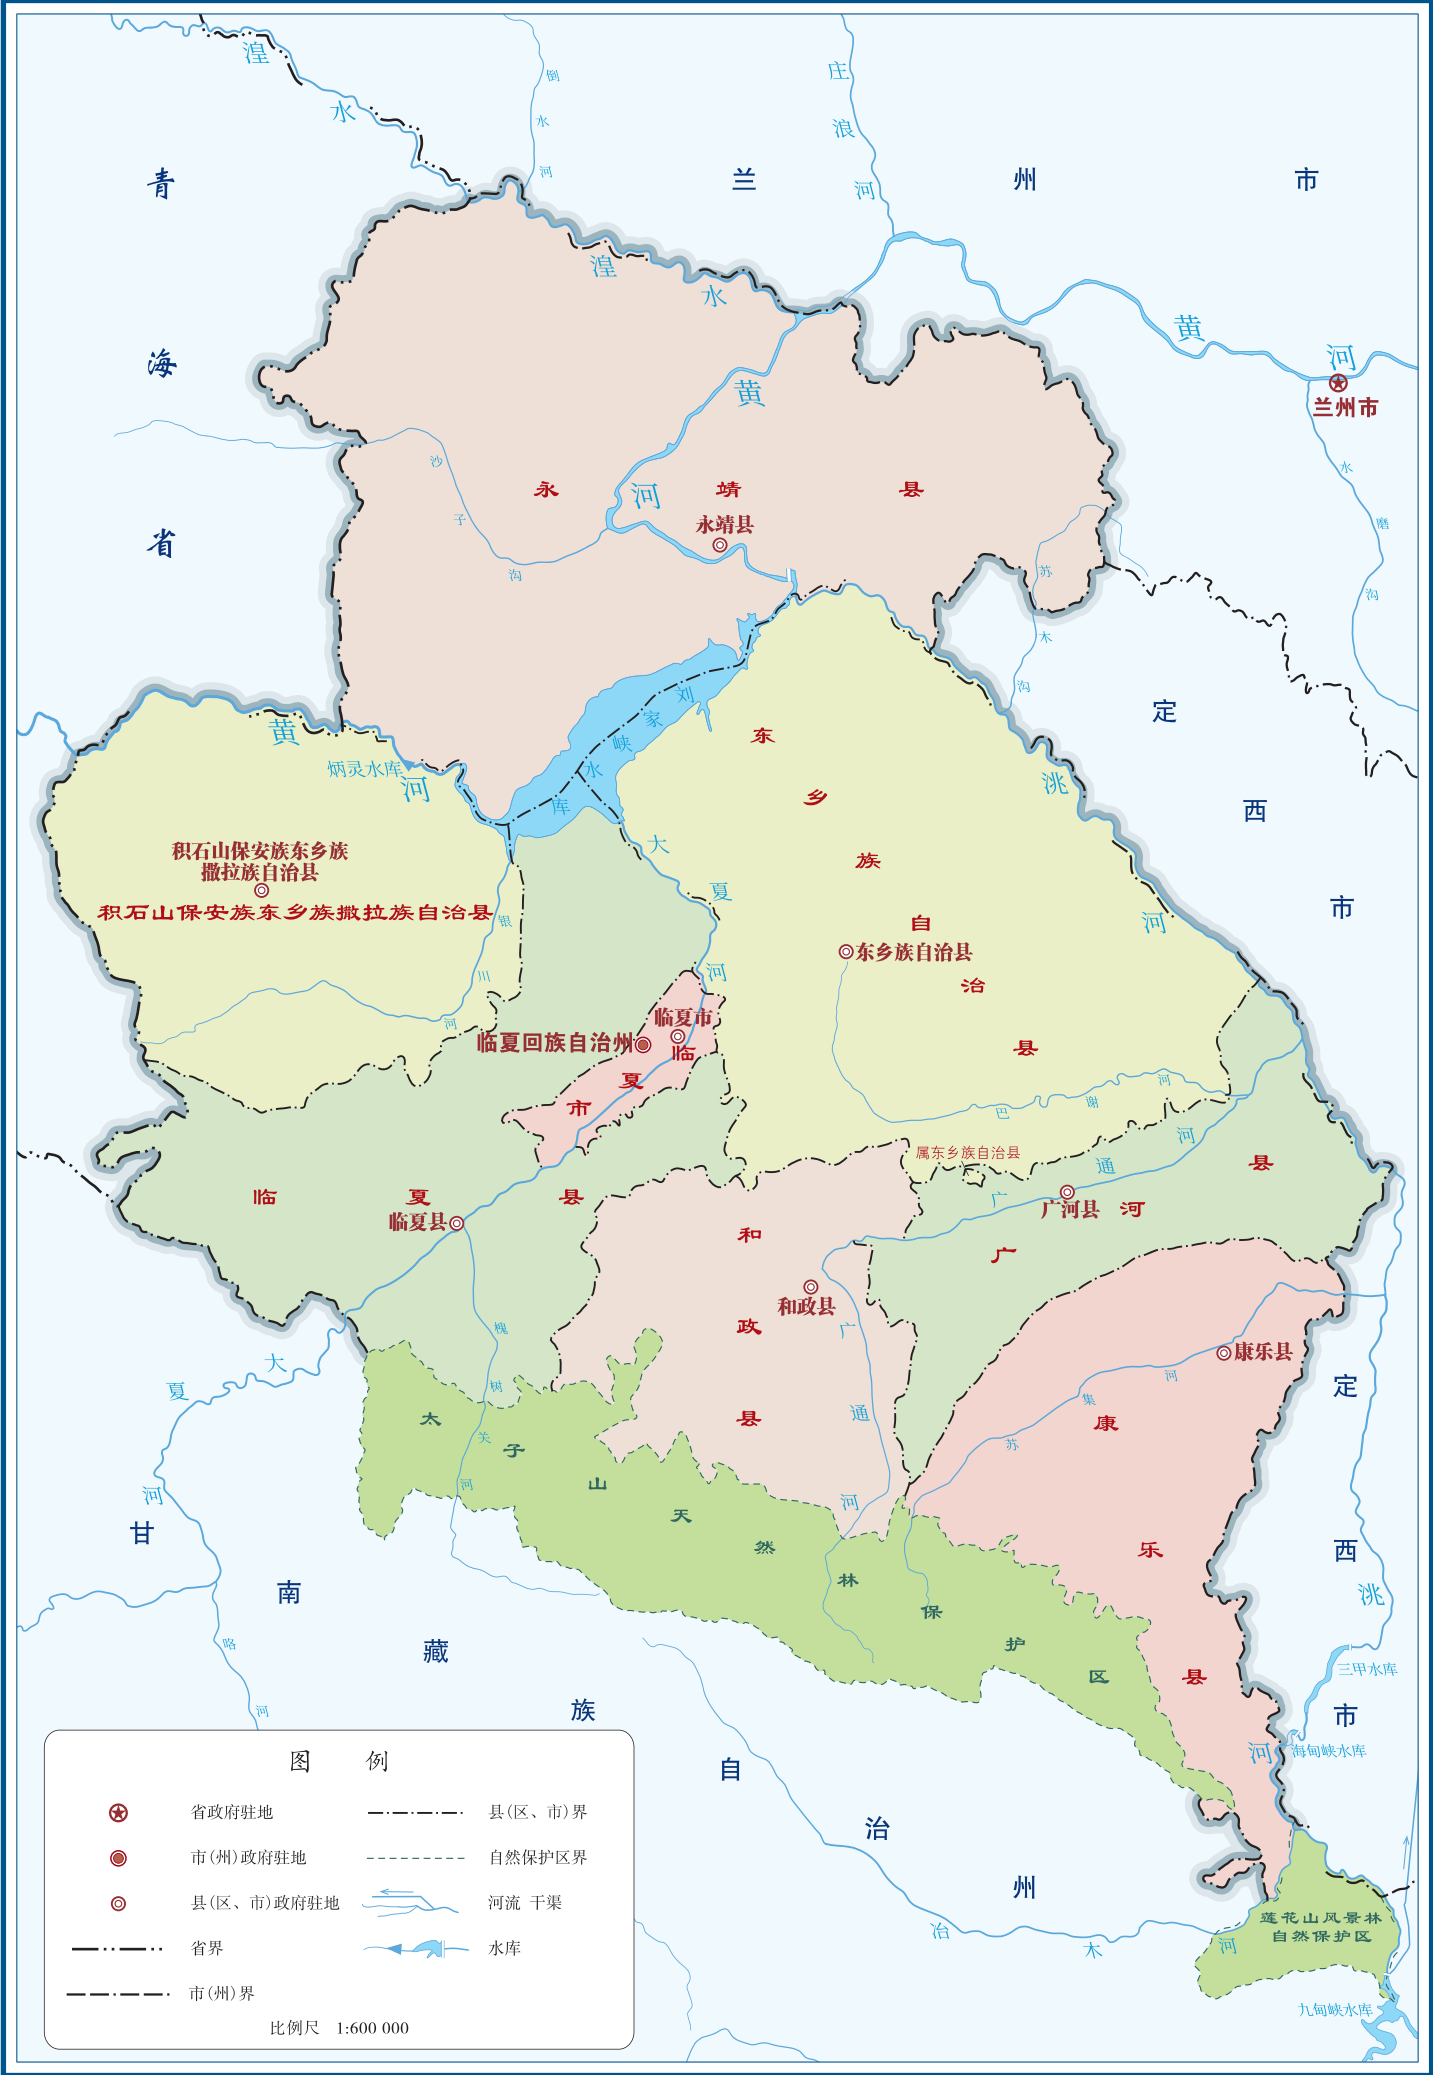 湟水
倒水河
庄浪河
青海省
兰州市
湟水
黄河
兰州市
黄河
沙子沟
永靖县
永靖县
水磨沟
苏木沟
定西市
刘家峡水库
黄河
炳灵水库
东乡族自治县
洮河
积石山保安族东乡族
撒拉族自治县
积石山保安族东乡族撒拉族自治县
银川河
大夏河
东乡族自治县
临夏回族自治州
临夏市
临夏市
巴谢河
属东乡族自治县
广通河
广河县
广河县
临夏县
临夏县
和政县
和政县
广通河
大夏河
槐树关河
康乐县
康乐县
苏集河
太子山天然林保护区
定西市
洮河
三甲水库
海甸峡水库
甘南藏族自治州
咯河
冶木河
莲花山风景林
自然保护区
九甸峡水库
图例
省政府驻地
市(州)政府驻地
县(区、市)政府驻地
省界
市(州)界
县(区、市)界
自然保护区界
河流 干渠
水库
比例尺 1:600 000